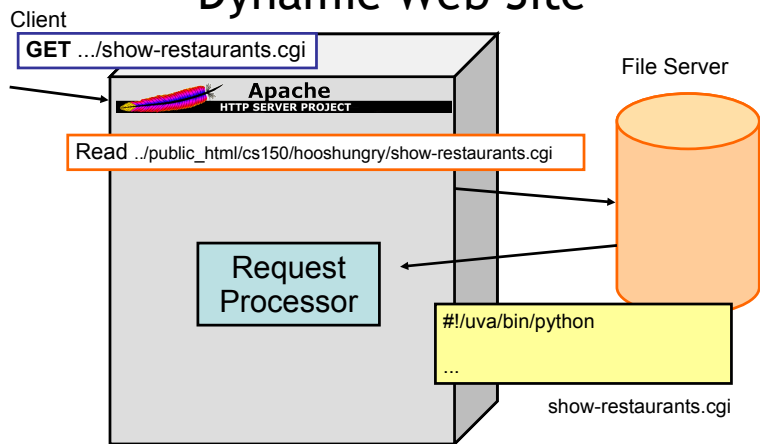 Dynamic Web Site
Client
GET .../show-restaurants.cgi
File Server
Apache
HTTP SERVER PROJECT
Read ../public_html/cs150/hooshungry/show-restaurants.cgi
Request
Processor
#!/uva/bin/python
...
show-restaurants.cgi